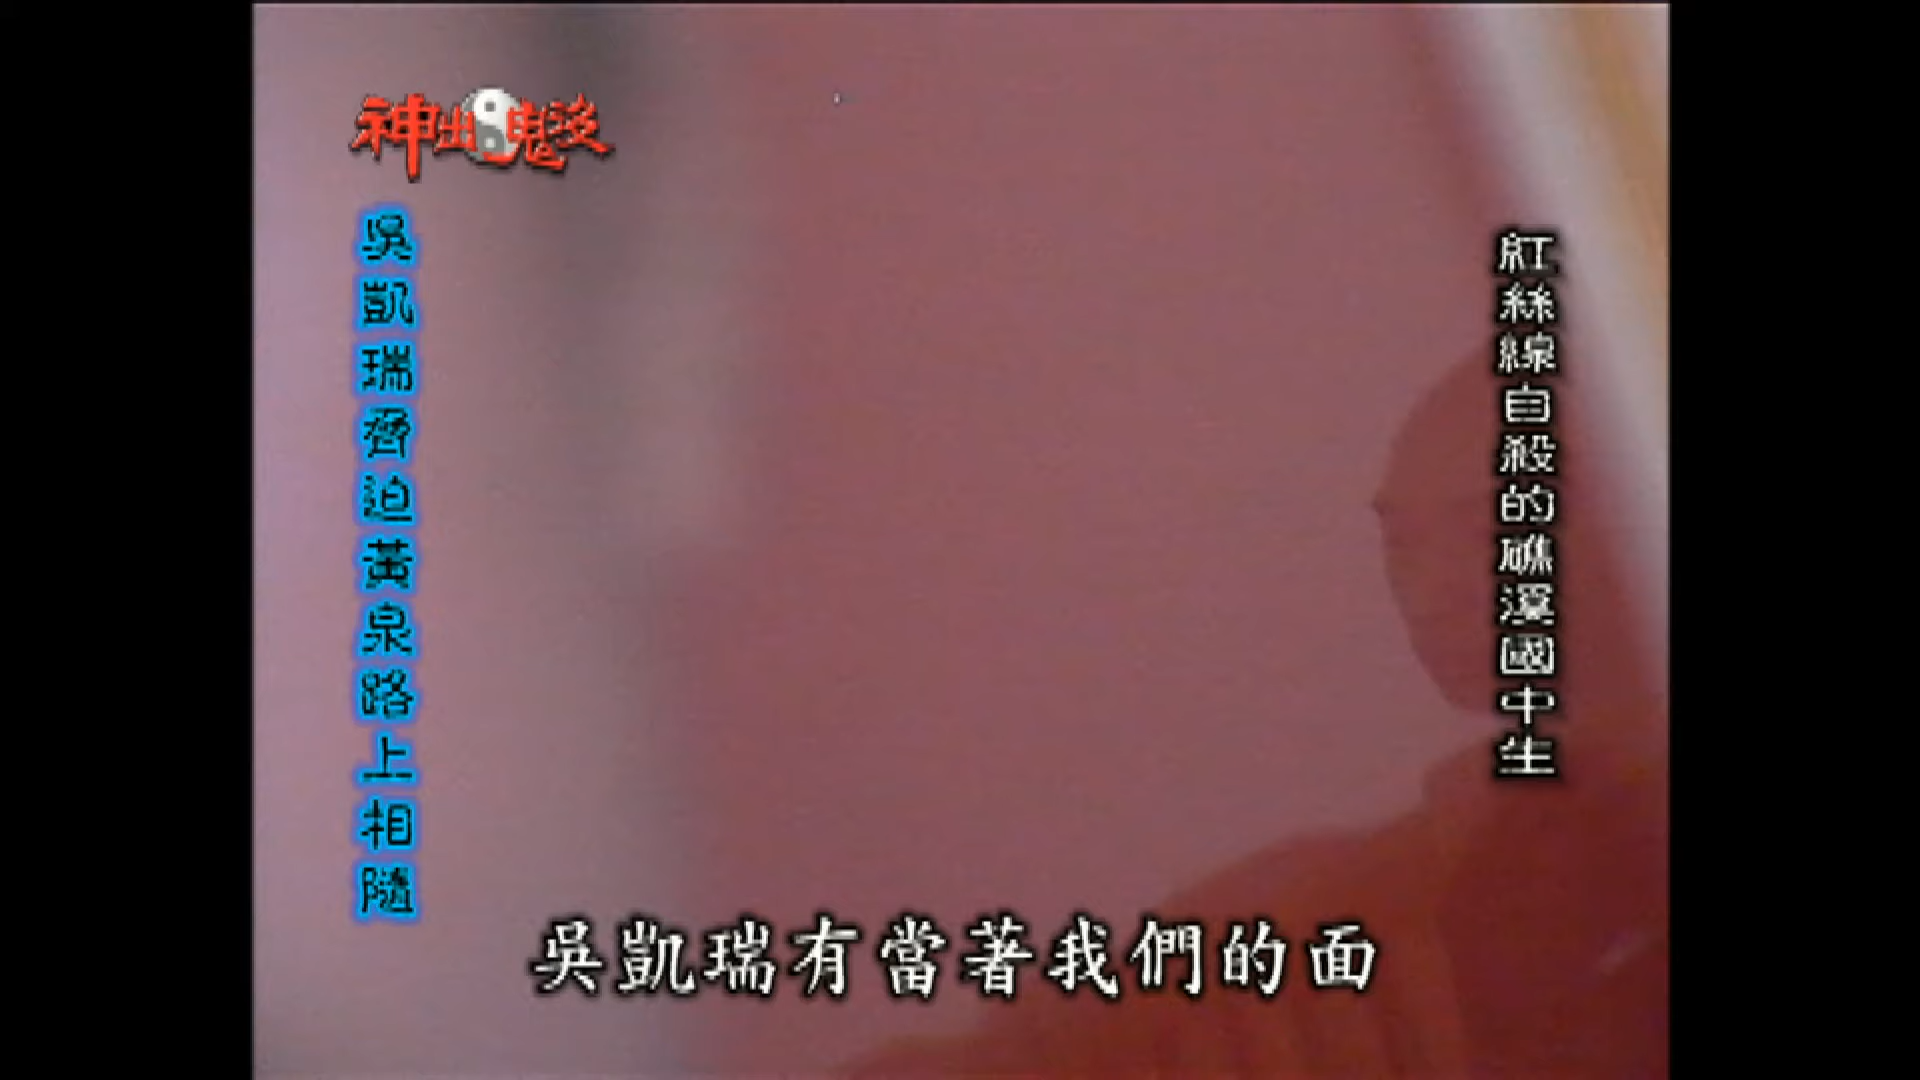 神出鬼沒
吳凱瑞脅迫黃泉路上相隨
紅絲線自殺的礁溪國中生
吳凱瑞有當著我們的面